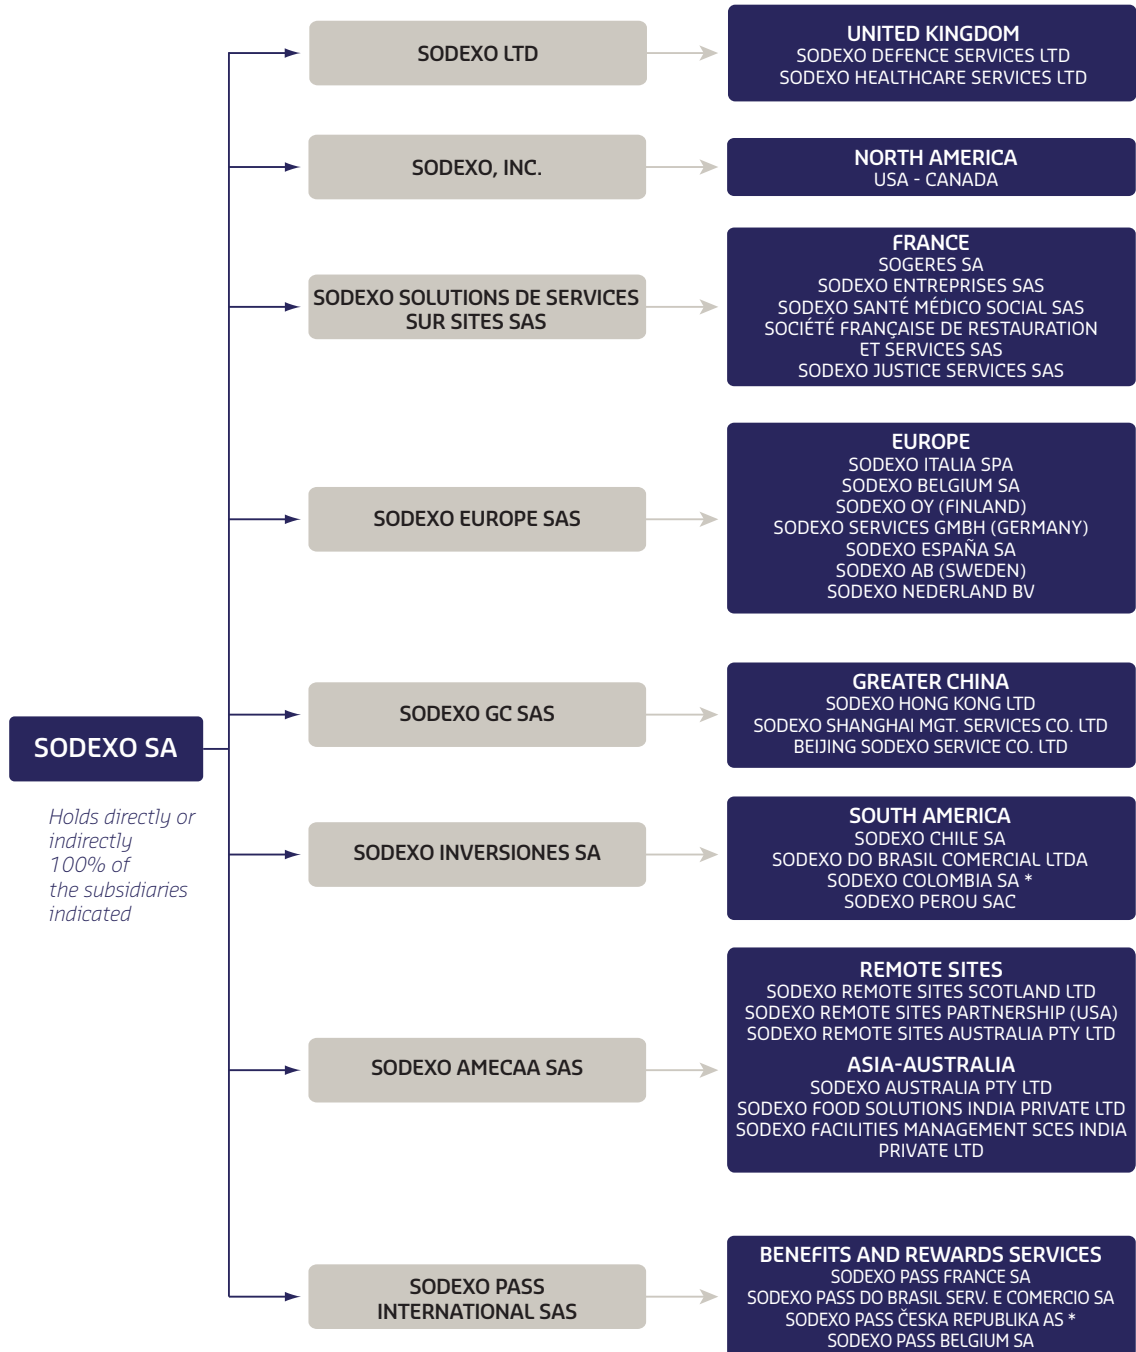 SODEXO LTD
UNITED KINGDOM
SODEXO DEFENCE SERVICES LTD
SODEXO HEALTHCARE SERVICES LTD
SODEXO, INC.
NORTH AMERICA
USA - CANADA
SODEXO SOLUTIONS DE SERVICES
SUR SITES SAS
FRANCE
SOGERES SA
SODEXO ENTREPRISES SAS
SODEXO SANTÉ MÉDICO SOCIAL SAS
SOCIÉTÉ FRANÇAISE DE RESTAURATION
ET SERVICES SAS
SODEXO JUSTICE SERVICES SAS
SODEXO EUROPE SAS
EUROPE
SODEXO ITALIA SPA
SODEXO BELGIUM SA
SODEXO OY (FINLAND)
SODEXO SERVICES GMBH (GERMANY)
SODEXO ESPAÑA SA
SODEXO AB (SWEDEN)
SODEXO NEDERLAND BV
SODEXO GC SAS
GREATER CHINA
SODEXO HONG KONG LTD
SODEXO SHANGHAI MGT. SERVICES CO. LTD
BEIJING SODEXO SERVICE CO. LTD
SODEXO SA
Holds directly or
indirectly
100% of
the subsidiaries
indicated
SODEXO INVERSIONES SA
SOUTH AMERICA
SODEXO CHILE SA
SODEXO DO BRASIL COMERCIAL LTDA
SODEXO COLOMBIA SA *
SODEXO PEROU SAC
SODEXO AMECAA SAS
REMOTE SITES
SODEXO REMOTE SITES SCOTLAND LTD
SODEXO REMOTE SITES PARTNERSHIP (USA)
SODEXO REMOTE SITES AUSTRALIA PTY LTD
ASIA-AUSTRALIA
SODEXO AUSTRALIA PTY LTD
SODEXO FOOD SOLUTIONS INDIA PRIVATE LTD
SODEXO FACILITIES MANAGEMENT SCES INDIA
PRIVATE LTD
SODEXO PASS
INTERNATIONAL SAS
BENEFITS AND REWARDS SERVICES
SODEXO PASS FRANCE SA
SODEXO PASS DO BRASIL SERV. E COMERCIO SA
SODEXO PASS ČESKA REPUBLIKA AS *
SODEXO PASS BELGIUM SA